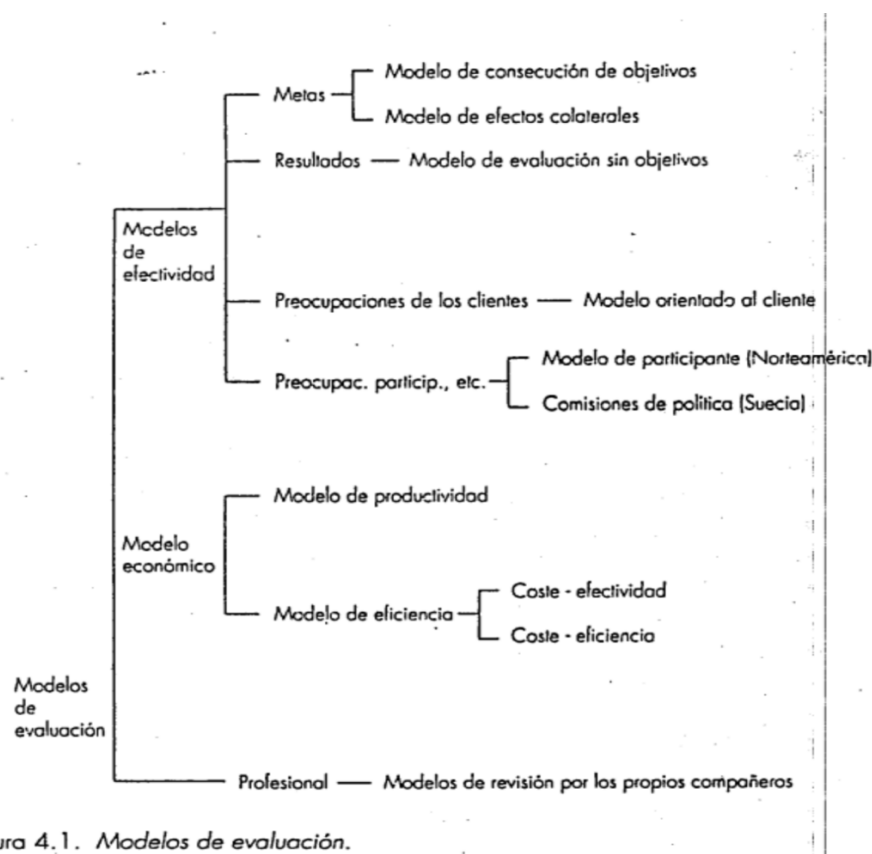 Metas
Modelo de consecución de objetivos
Modelo de efectos colaterales
Resultados
Modelo de evaluación sin objetivos
Modelos
de
efectividad
Preocupaciones de los clientes
Modelo orientado al cliente
Preocupac. particip., etc.
Modelo de participante (Norteamérica)
Comisiones de política (Suecia)
Modelo de productividad
Modelo
económico
Modelo de eficiencia
Coste - efectividad
Coste - eficiencia
Modelos
de
evaluación
Profesional
Modelos de revisión por los propios compañeros
ura 4.1. Modelos de evaluación.